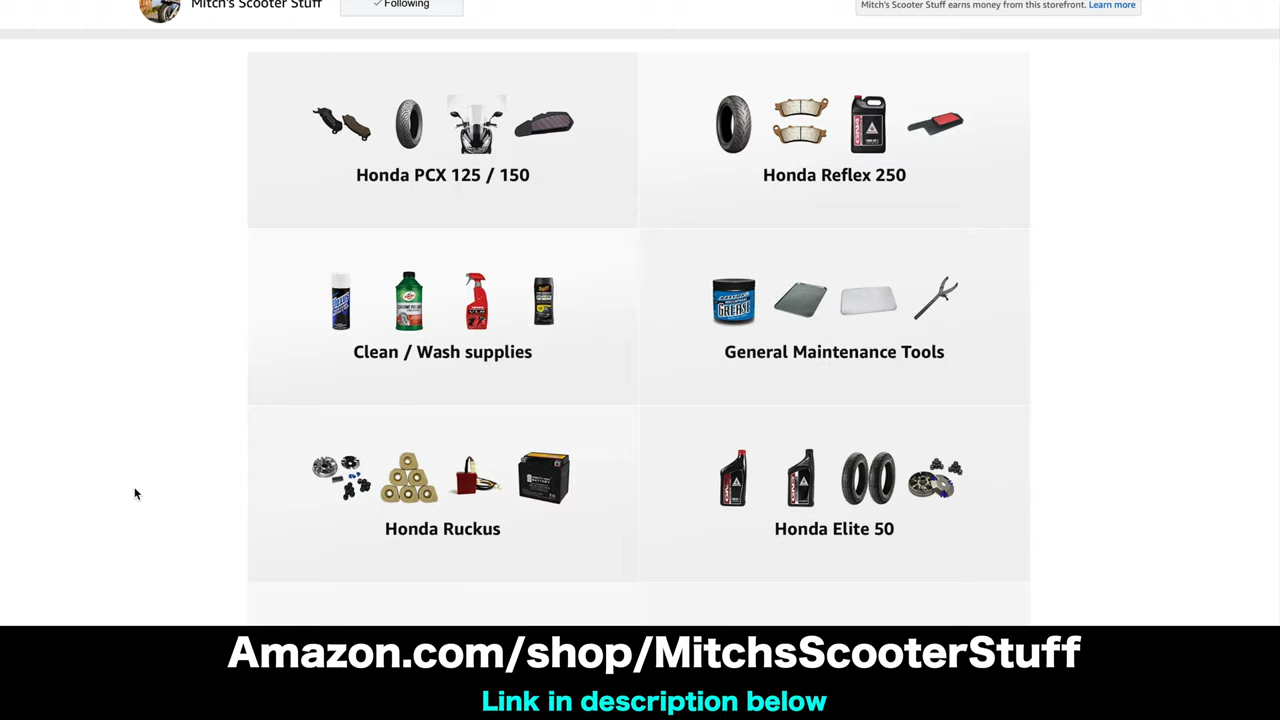 Mitch's Scooter Stuff
✓ Following
Mitch's Scooter Stuff earns money from this storefront. Learn more
Honda PCX 125 / 150
Honda Reflex 250
Clean / Wash supplies
GREASE
General Maintenance Tools
Honda Ruckus
Honda Elite 50
Amazon.com/shop/MitchsScooterStuff
Link in description below